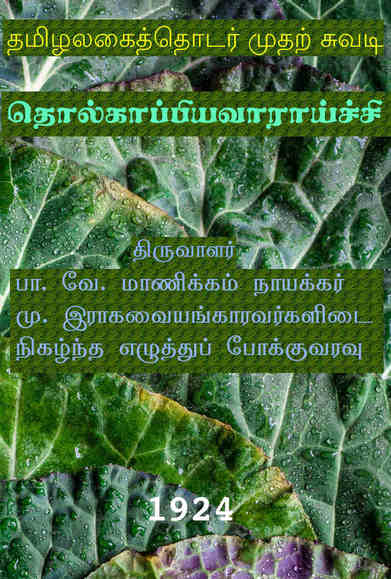 தமிழலகைத்தொடர் முதற் சுவடி
தொல்காப்பியவாராய்ச்சி
திருவாளர்
பா. வே. மாணிக்கம் நாயக்கர்
மு. இராகவையங்காரவர்களிடை
நிகழ்ந்த எழுத்துப் போக்குவரவு
1924